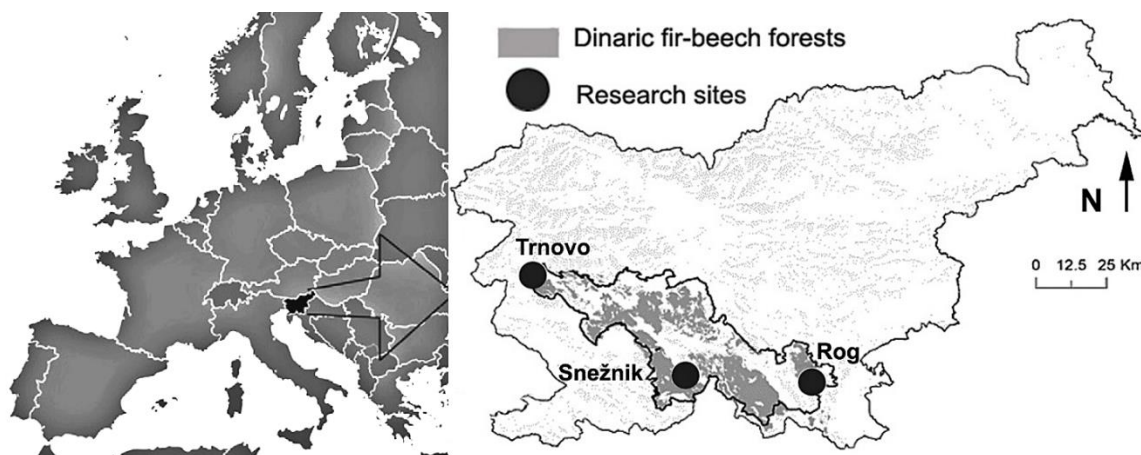 Dinaric fir-beech forests
Research sites
N
0 12.5 25 Km
Trnovo
Snežnik
Rog